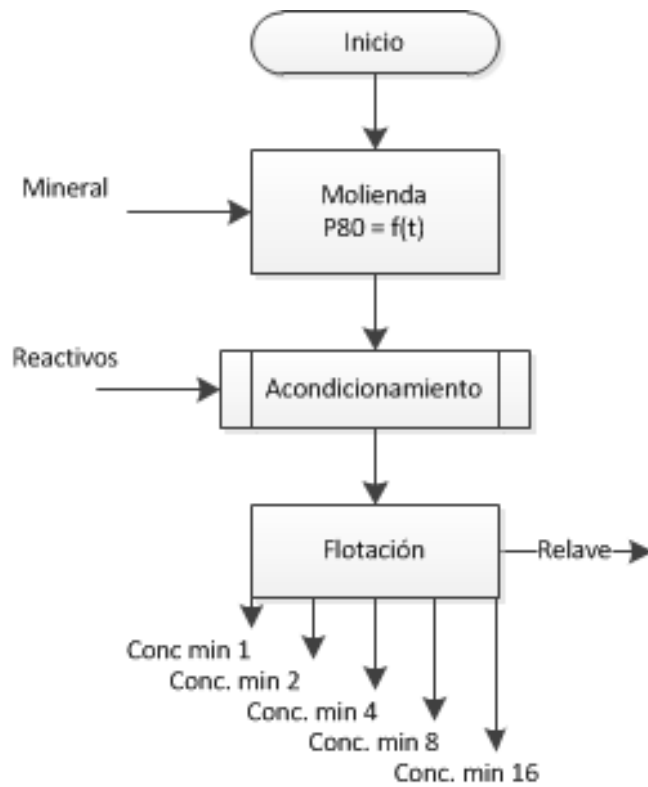 Inicio
Mineral
Molienda
P80 = f(t)
Reactivos
Acondicionamiento
Flotación
Relave
Conc min 1
Conc. min 2
Conc. min 4
Conc. min 8
Conc. min 16